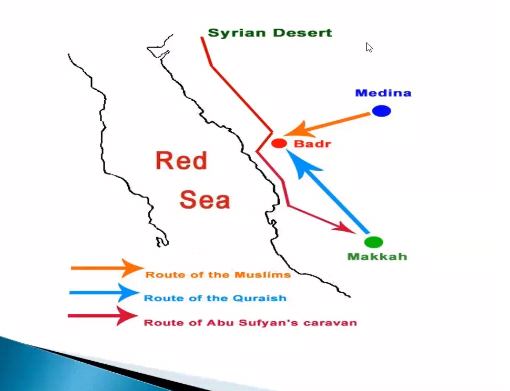 Syrian Desert
Medina
Badr
Red
Sea
Makkah
Route of the Muslims
Route of the Quraish
Route of Abu Sufyan's caravan